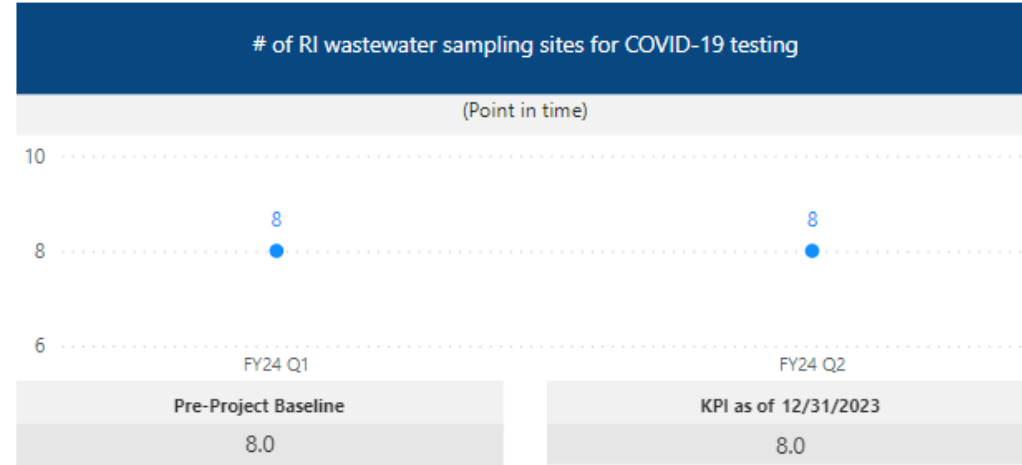 # of RI wastewater sampling sites for COVID-19 testing
(Point in time)
10
8
8
8
6
FY24 Q1
FY24 Q2
Pre-Project Baseline
KPI as of 12/31/2023
8.0
8.0